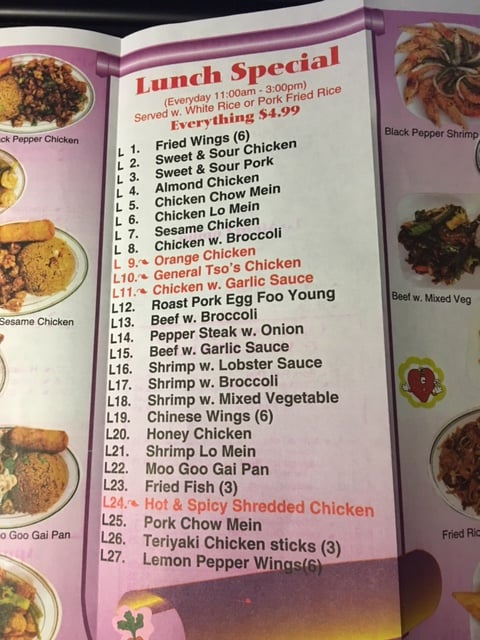 Lunch Special
(Everyday 11:00am - 3:00pm)
Served w. White Rice or Pork Fried Rice
Everything $4.99
L 1. Fried Wings (6)
L 2. Sweet & Sour Chicken
L 3. Sweet & Sour Pork
L 4. Almond Chicken
L 5. Chicken Chow Mein
L 6. Chicken Lo Mein
L 7. Sesame Chicken
L 8. Chicken w. Broccoli
L 9. Orange Chicken
L10. General Tso's Chicken
L11. Chicken w. Garlic Sauce
L12. Roast Pork Egg Foo Young
L13. Beef w. Broccoli
L14. Pepper Steak w. Onion
L15. Beef w. Garlic Sauce
L16. Shrimp w. Lobster Sauce
L17. Shrimp w. Broccoli
L18. Shrimp w. Mixed Vegetable
L19. Chinese Wings (6)
L20. Honey Chicken
L21. Shrimp Lo Mein
L22. Moo Goo Gai Pan
L23. Fried Fish (3)
L24. Hot & Spicy Shredded Chicken
L25. Pork Chow Mein
L26. Teriyaki Chicken sticks (3)
L27. Lemon Pepper Wings(6)
ck Pepper Chicken
Sesame Chicken
o Goo Gai Pan
Black Pepper Shrimp
Beef w. Mixed Veg
Fried Ric